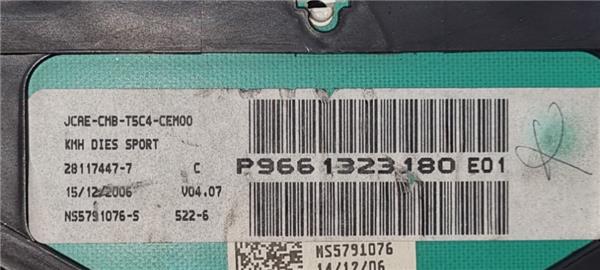 JCAE-CMB-T5C4-CEM00
KMH DIES SPORT
28117447-7 C
15/12/2006 V04.07
NS5791076-S 522-6
P9661323180 E01
NS5791076
14/12/06